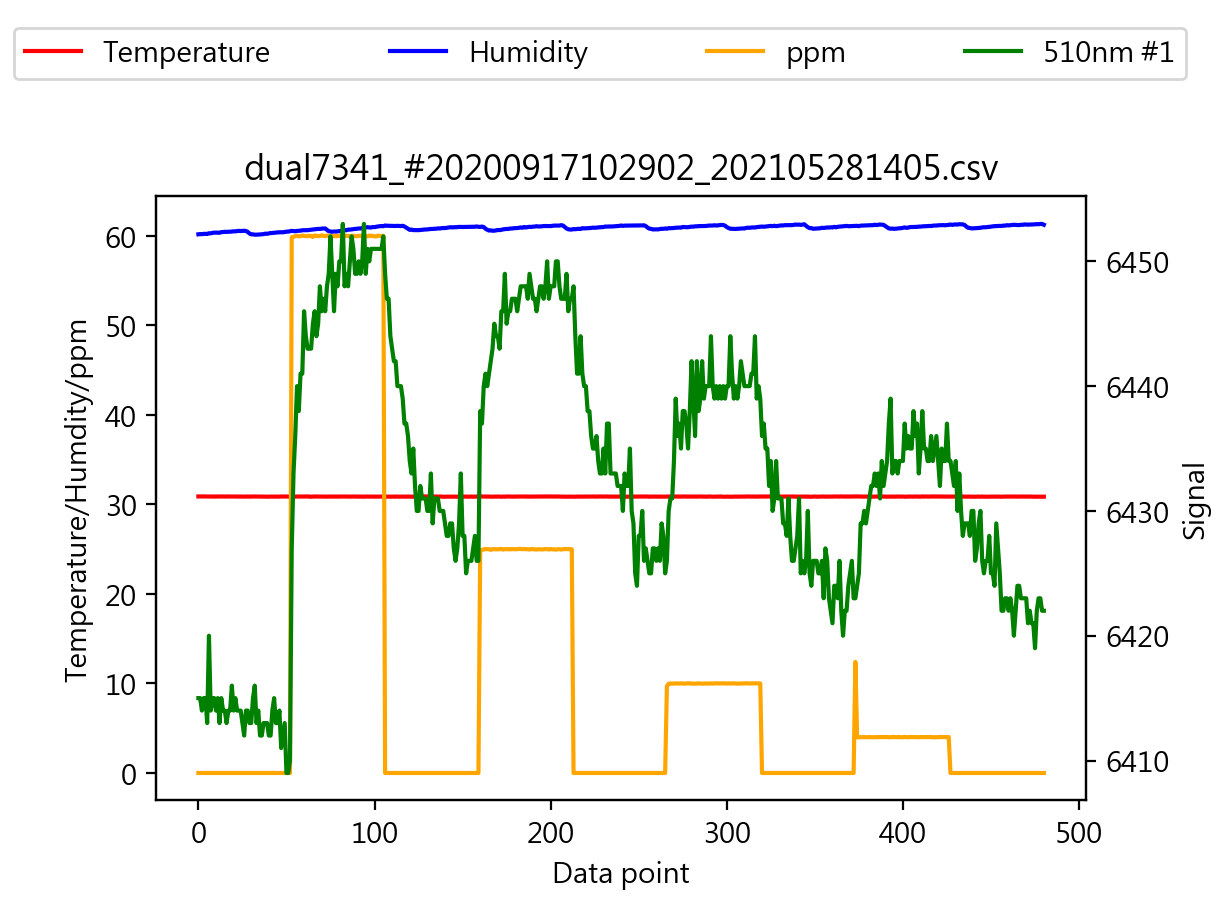 Temperature Humidity ppm 510nm #1
dual7341_#20200917102902_202105281405.csv
Temperature/Humdity/ppm
60
50
40
30
20
10
0
6450
6440
6430
6420
6410
Signal
0 100 200 300 400 500
Data point